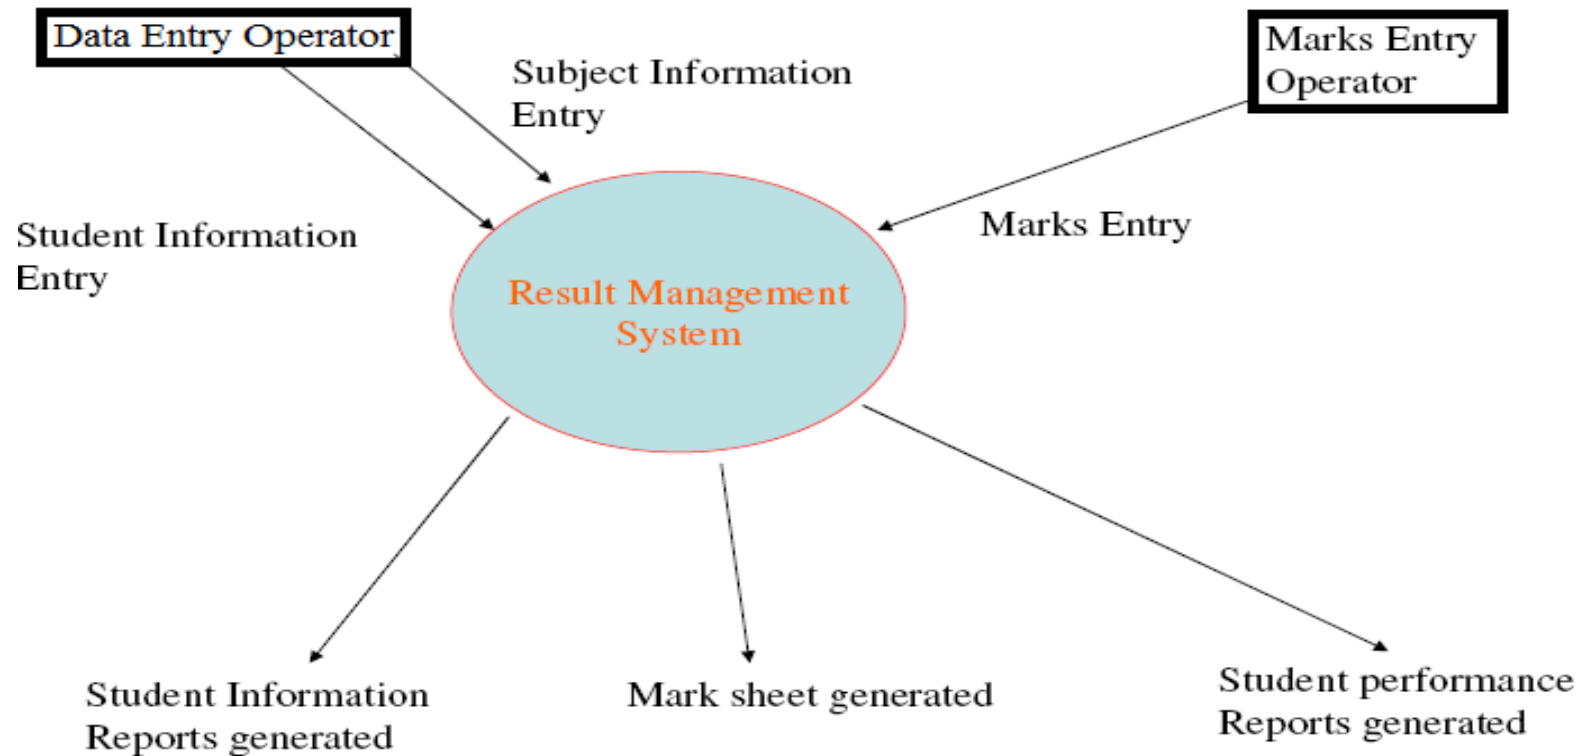 Data Entry Operator
Subject Information
Entry
Marks Entry
Operator
Student Information
Entry
Marks Entry
Result Management
System
Student Information
Reports generated
Mark sheet generated
Student performance
Reports generated